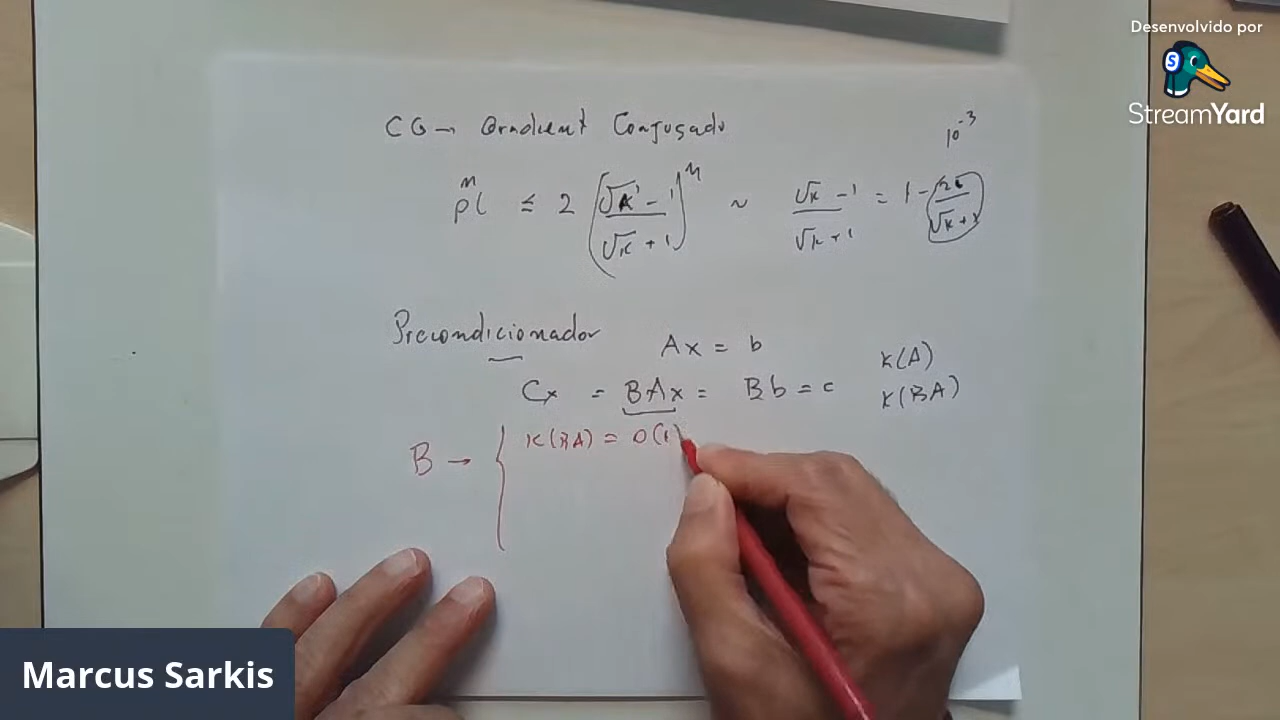 Desenvolvido por
StreamYard
CG → Gradient Conjugado
10^-3
ρ(^n ≤ 2 ((√K - 1)/(√K + 1))^n ~ (√K - 1)/(√K + 1) = 1 - 2/(√K + 1)
Precondicionador
Ax = b
K(A)
Cx = BAx = Bb = c
K(BA)
B → { K(BA) = O(1)
Marcus Sarkis